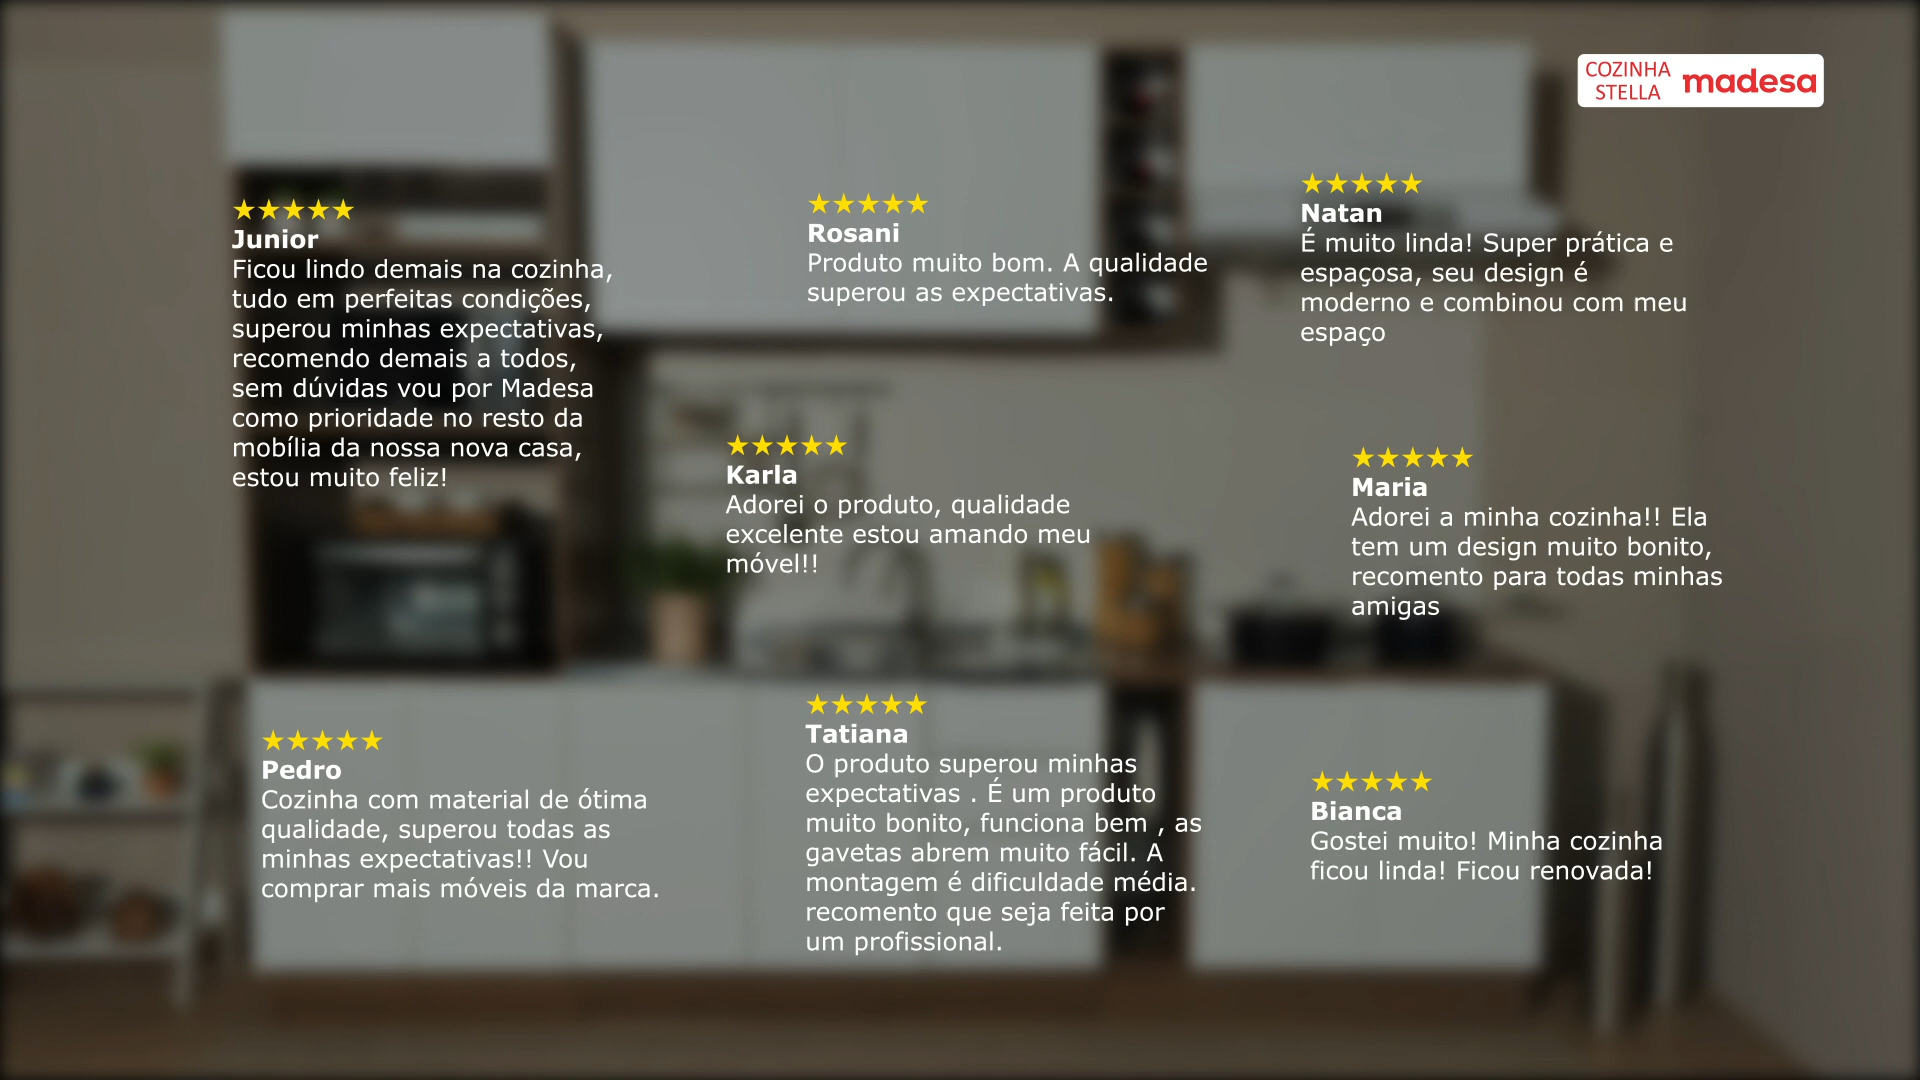 COZINHA
STELLA
madesa
★★★★★
Junior
Ficou lindo demais na cozinha,
tudo em perfeitas condições,
superou minhas expectativas,
recomendo demais a todos,
sem dúvidas vou por Madesa
como prioridade no resto da
mobília da nossa nova casa,
estou muito feliz!
★★★★★
Rosani
Produto muito bom. A qualidade
superou as expectativas.
★★★★★
Natan
É muito linda! Super prática e
espaçosa, seu design é
moderno e combinou com meu
espaço
★★★★★
Karla
Adorei o produto, qualidade
excelente estou amando meu
móvel!!
★★★★★
Maria
Adorei a minha cozinha!! Ela
tem um design muito bonito,
recomento para todas minhas
amigas
★★★★★
Pedro
Cozinha com material de ótima
qualidade, superou todas as
minhas expectativas!! Vou
comprar mais móveis da marca.
★★★★★
Tatiana
O produto superou minhas
expectativas . É um produto
muito bonito, funciona bem , as
gavetas abrem muito fácil. A
montagem é dificuldade média.
recomento que seja feita por
um profissional.
★★★★★
Bianca
Gostei muito! Minha cozinha
ficou linda! Ficou renovada!